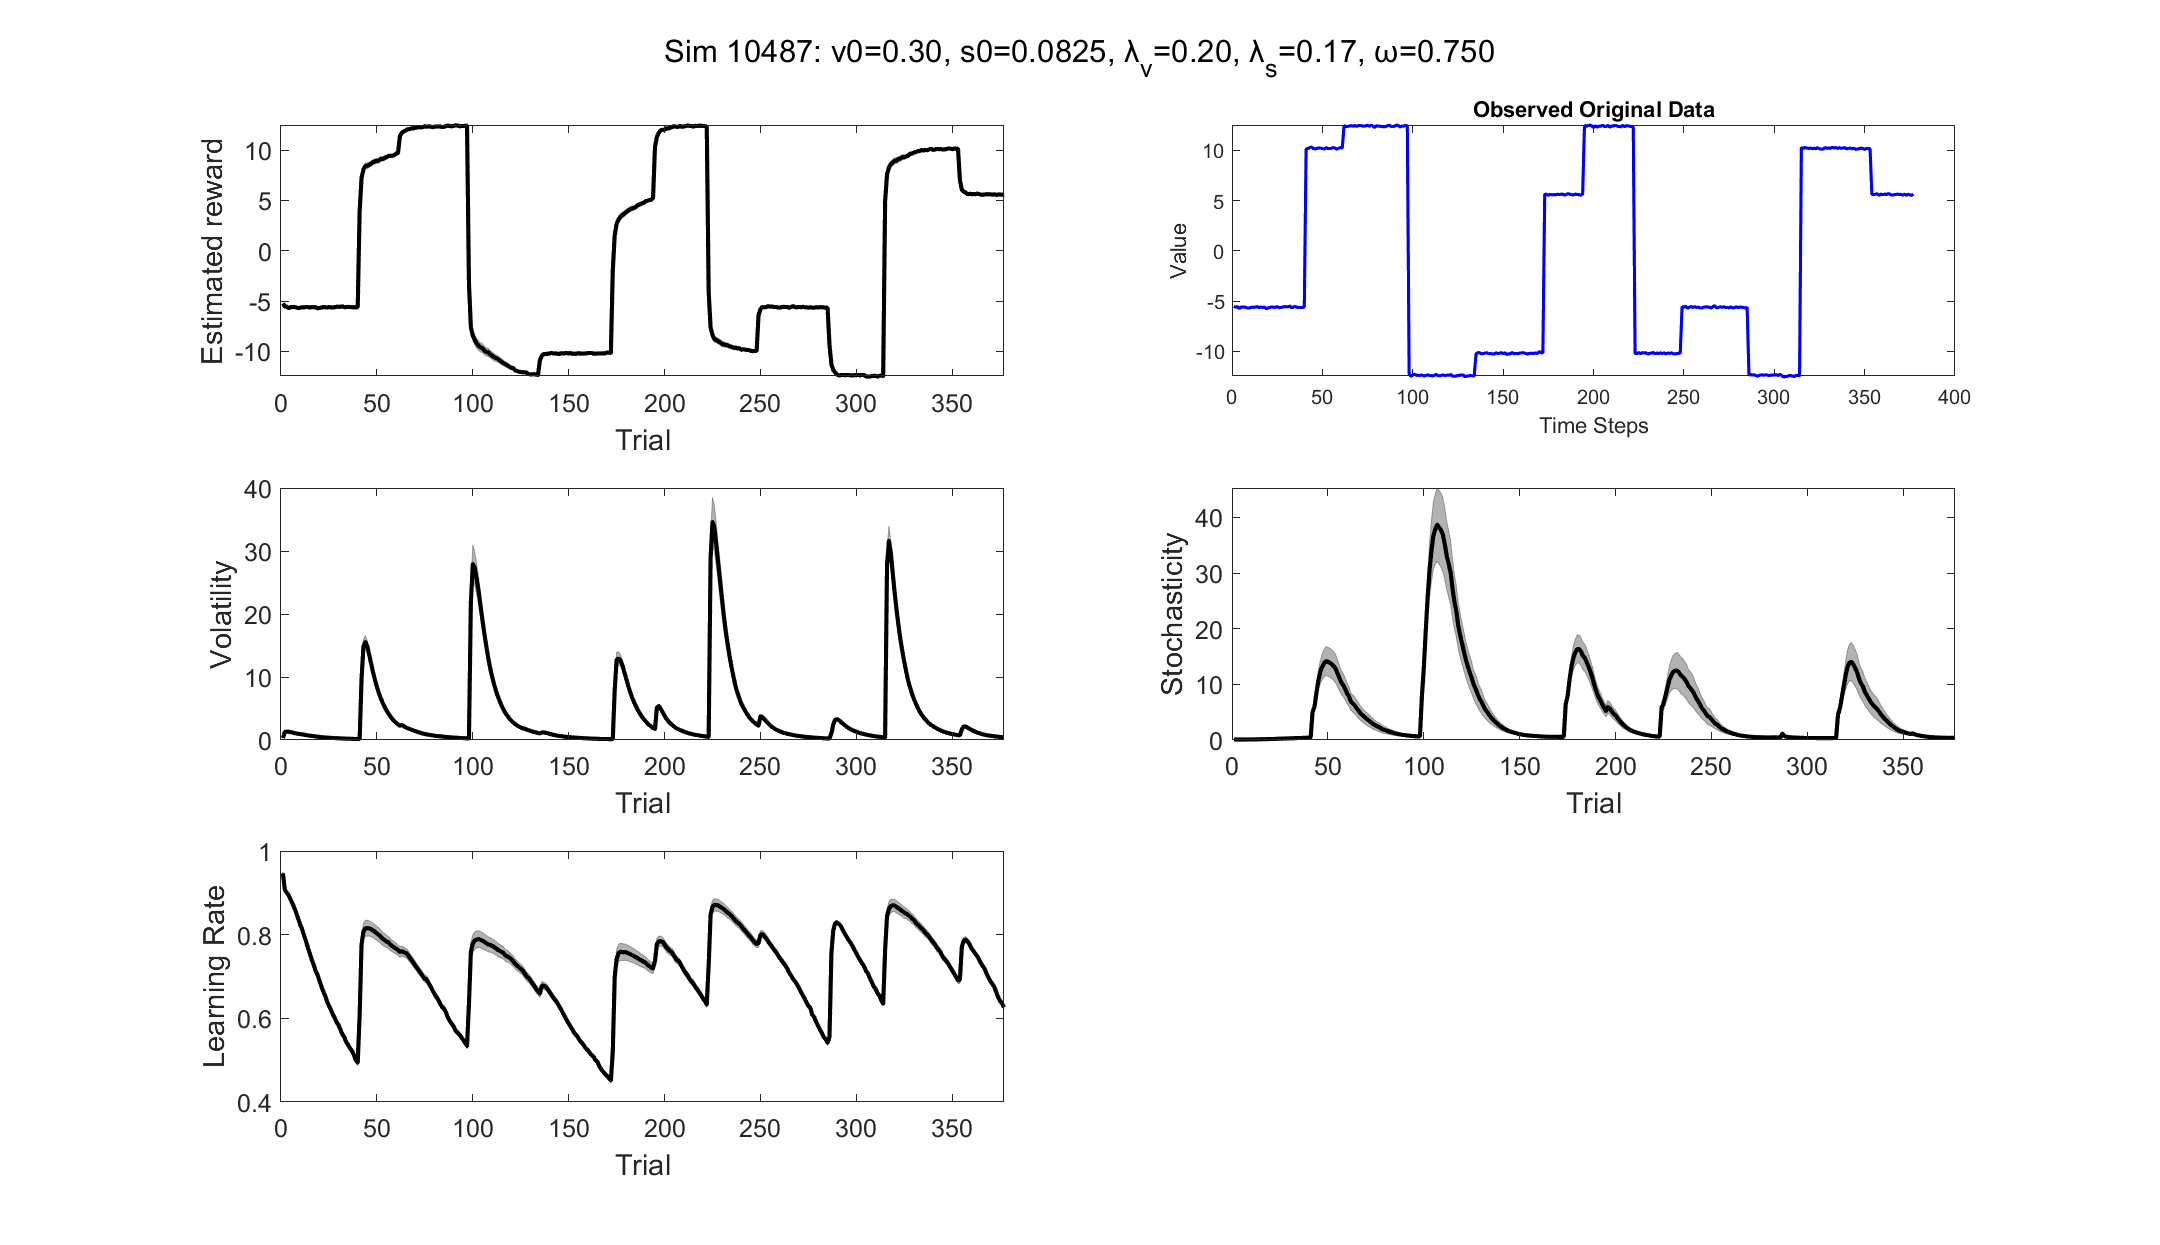 Sim 10487: v0=0.30, s0=0.0825, λ_v=0.20, λ_s=0.17, ω=0.750
Estimated reward
10
5
0
-5
-10
0 50 100 150 200 250 300 350
Trial
Observed Original Data
Value
10
5
0
-5
-10
0 50 100 150 200 250 300 350 400
Time Steps
Volatility
40
30
20
10
0
0 50 100 150 200 250 300 350
Trial
Stochasticity
40
30
20
10
0
0 50 100 150 200 250 300 350
Trial
Learning Rate
1
0.8
0.6
0.4
0 50 100 150 200 250 300 350
Trial